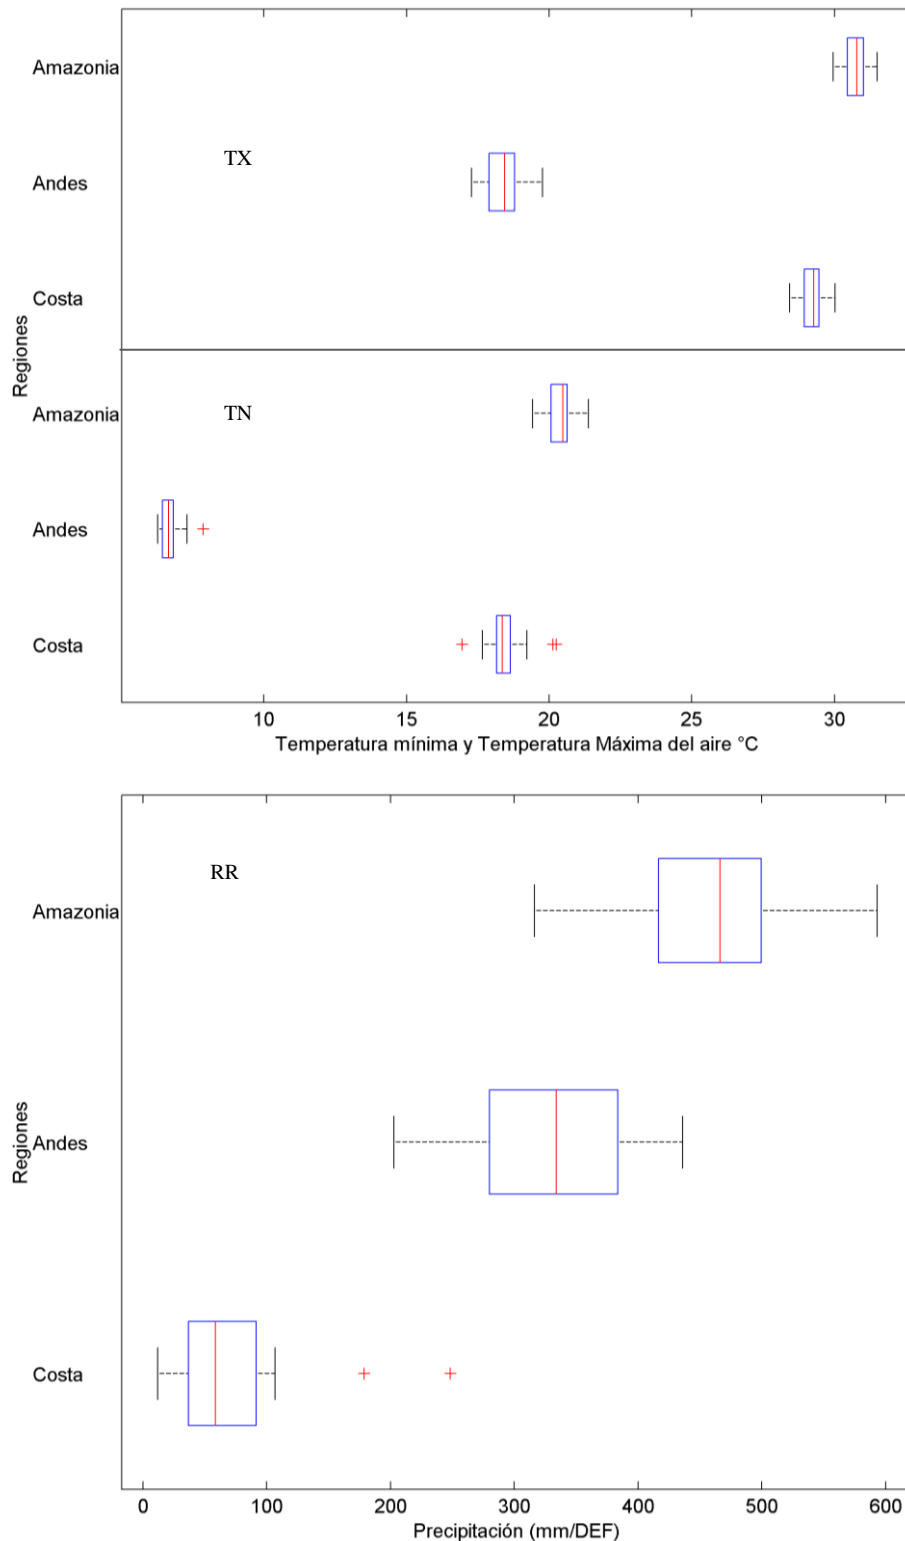 Amazonia
TX
Andes
Costa
Regiones
Amazonia
TN
Andes
Costa
10 15 20 25 30
Temperatura mínima y Temperatura Máxima del aire °C
RR
Amazonia
Regiones
Andes
Costa
0 100 200 300 400 500 600
Precipitación (mm/DEF)